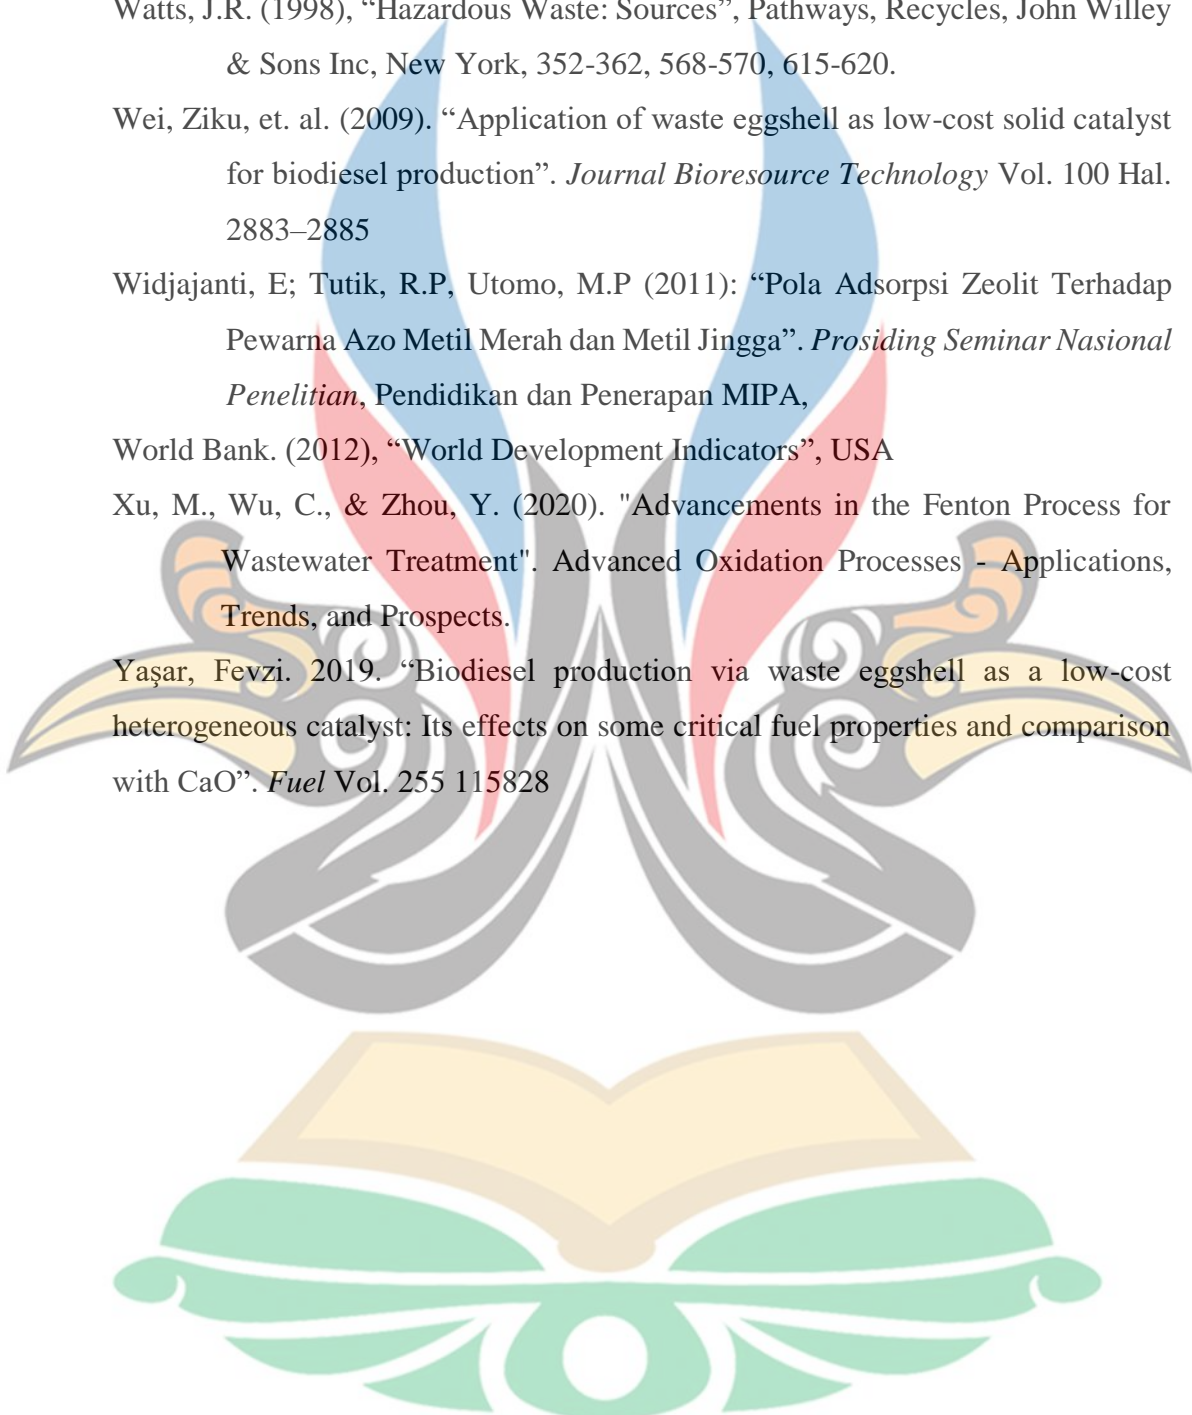 Watts, J.R. (1998), “Hazardous Waste: Sources”, Pathways, Recycles, John Willey
& Sons Inc, New York, 352-362, 568-570, 615-620.
Wei, Ziku, et. al. (2009). “Application of waste eggshell as low-cost solid catalyst
for biodiesel production”. Journal Bioresource Technology Vol. 100 Hal.
2883–2885
Widjajanti, E; Tutik, R.P, Utomo, M.P (2011): “Pola Adsorpsi Zeolit Terhadap
Pewarna Azo Metil Merah dan Metil Jingga”. Prosiding Seminar Nasional
Penelitian, Pendidikan dan Penerapan MIPA,
World Bank. (2012), “World Development Indicators”, USA
Xu, M., Wu, C., & Zhou, Y. (2020). "Advancements in the Fenton Process for
Wastewater Treatment". Advanced Oxidation Processes - Applications,
Trends, and Prospects.
Yaşar, Fevzi. 2019. “Biodiesel production via waste eggshell as a low-cost
heterogeneous catalyst: Its effects on some critical fuel properties and comparison
with CaO”. Fuel Vol. 255 115828